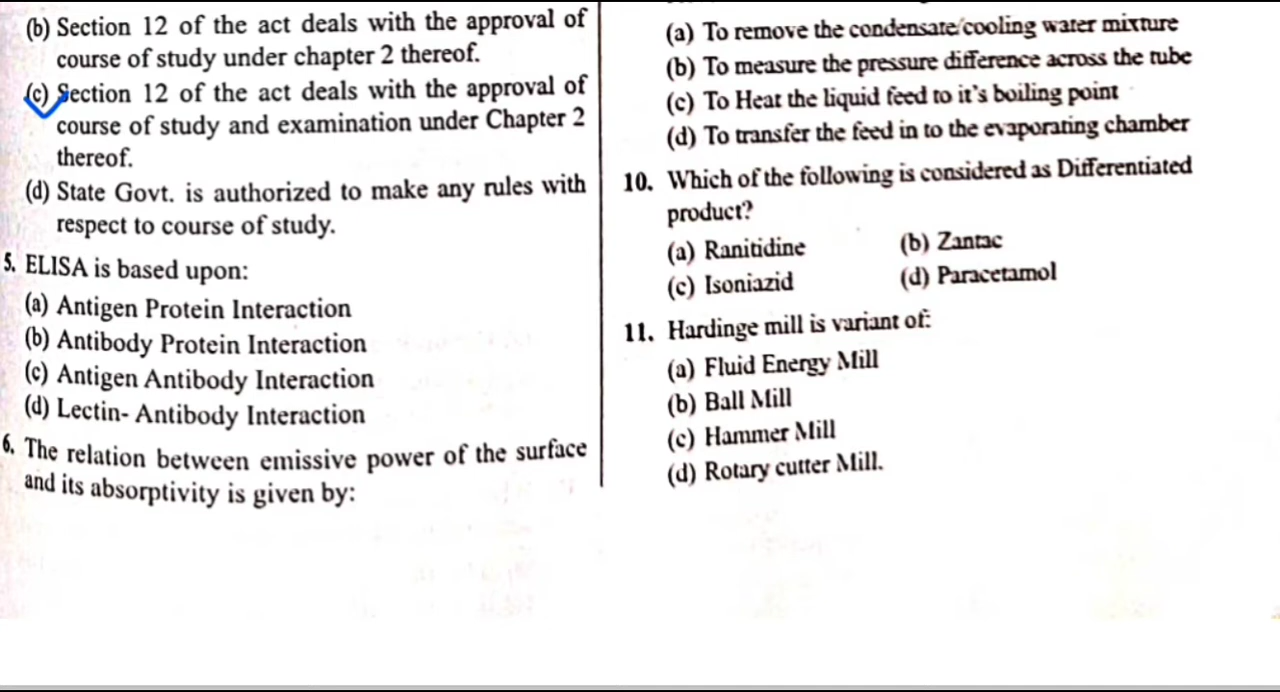 (b) Section 12 of the act deals with the approval of
course of study under chapter 2 thereof.
(c) Section 12 of the act deals with the approval of
course of study and examination under Chapter 2
thereof.
(d) State Govt. is authorized to make any rules with
respect to course of study.
5. ELISA is based upon:
(a) Antigen Protein Interaction
(b) Antibody Protein Interaction
(c) Antigen Antibody Interaction
(d) Lectin- Antibody Interaction
6. The relation between emissive power of the surface
and its absorptivity is given by:
(a) To remove the condensate/cooling water mixture
(b) To measure the pressure difference across the tube
(c) To Heat the liquid feed to it's boiling point
(d) To transfer the feed in to the evaporating chamber
10. Which of the following is considered as Differentiated
product?
(a) Ranitidine (b) Zantac
(c) Isoniazid (d) Paracetamol
11. Hardinge mill is variant of:
(a) Fluid Energy Mill
(b) Ball Mill
(c) Hammer Mill
(d) Rotary cutter Mill.